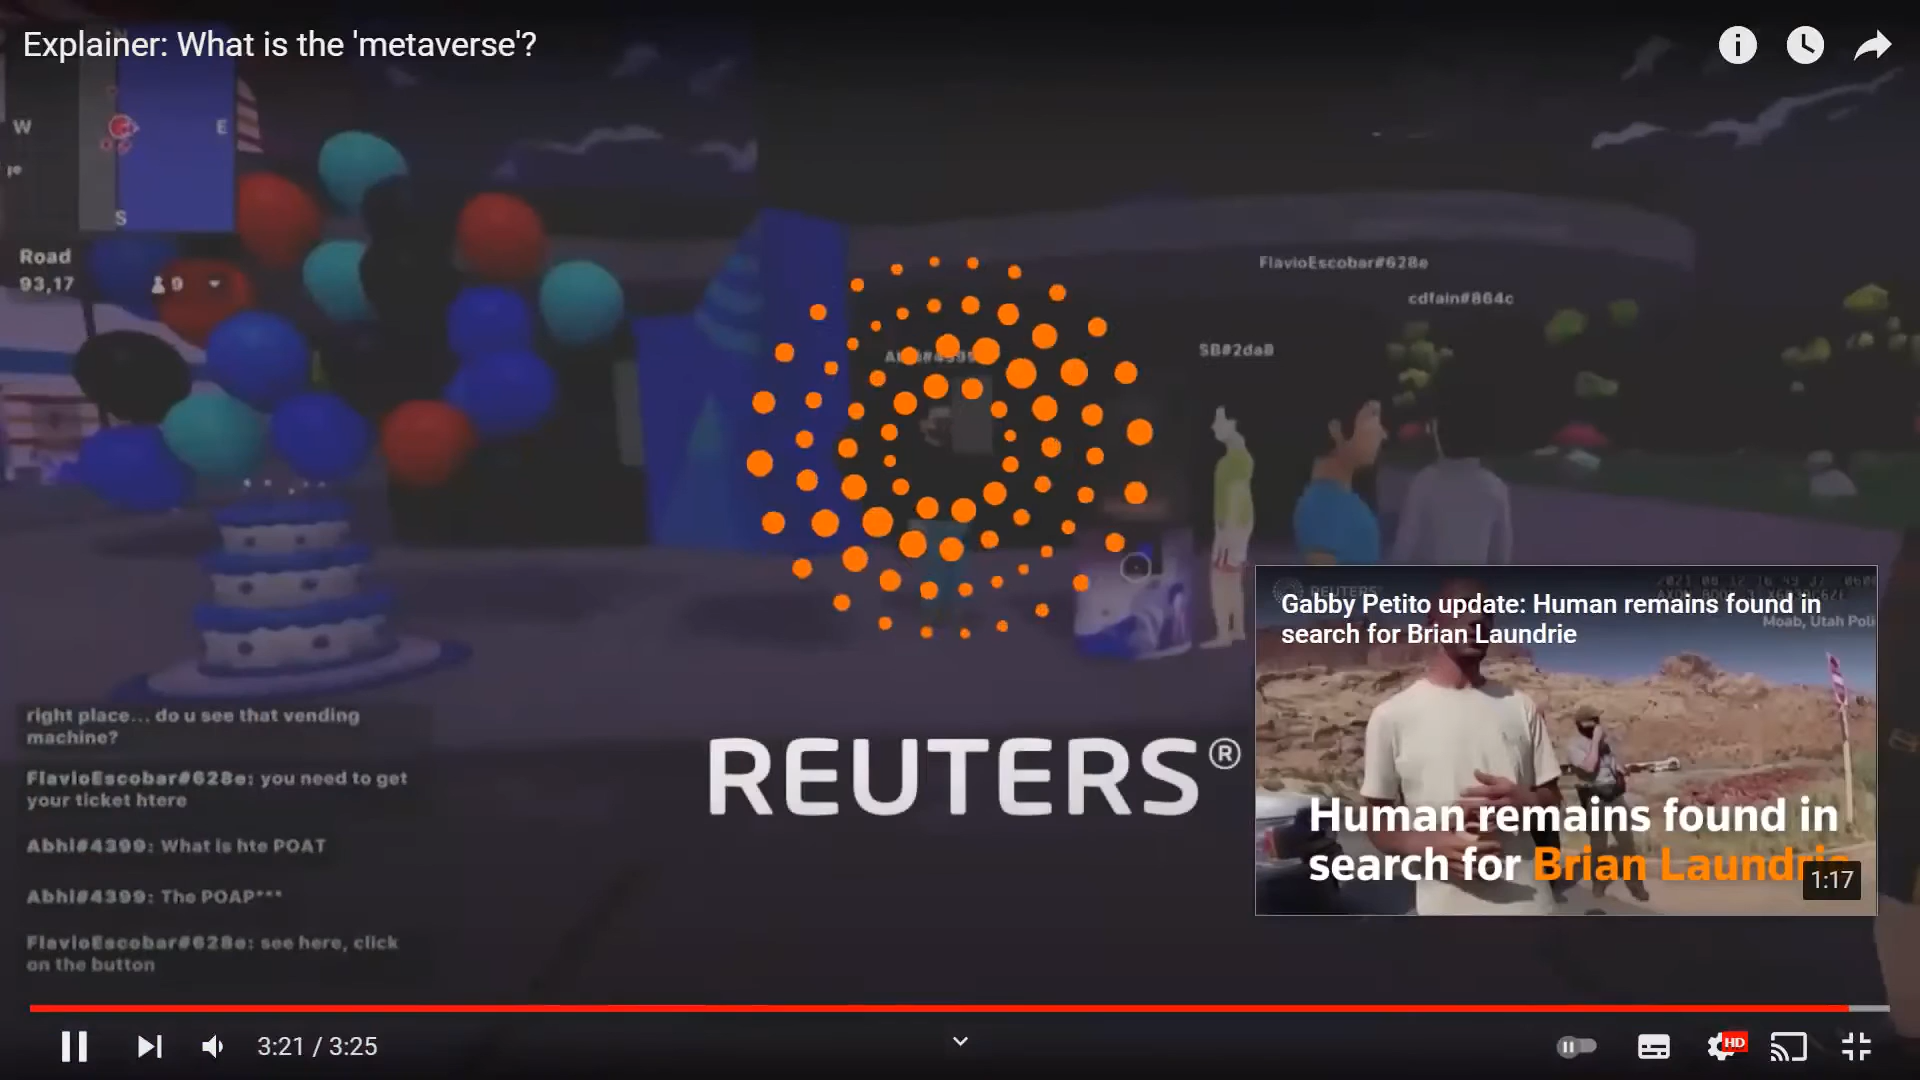 Explainer: What is the 'metaverse'?
W
E
S
Road
93,17
9
FlavioEscobar#628e
cdfain#864c
SB#2daB
right place... do u see that vending
machine?
FlavioEscobar#628e: you need to get
your ticket htere
Abhi#4399: What is hte POAT
Abhi#4399: The POAP***
FlavioEscobar#628e: see here, click
on the button
REUTERS®
REUTERS
Moab, Utah Poli
Gabby Petito update: Human remains found in
search for Brian Laundrie
Human remains found in
search for Brian Laundrie
1:17
3:21 / 3:25
HD